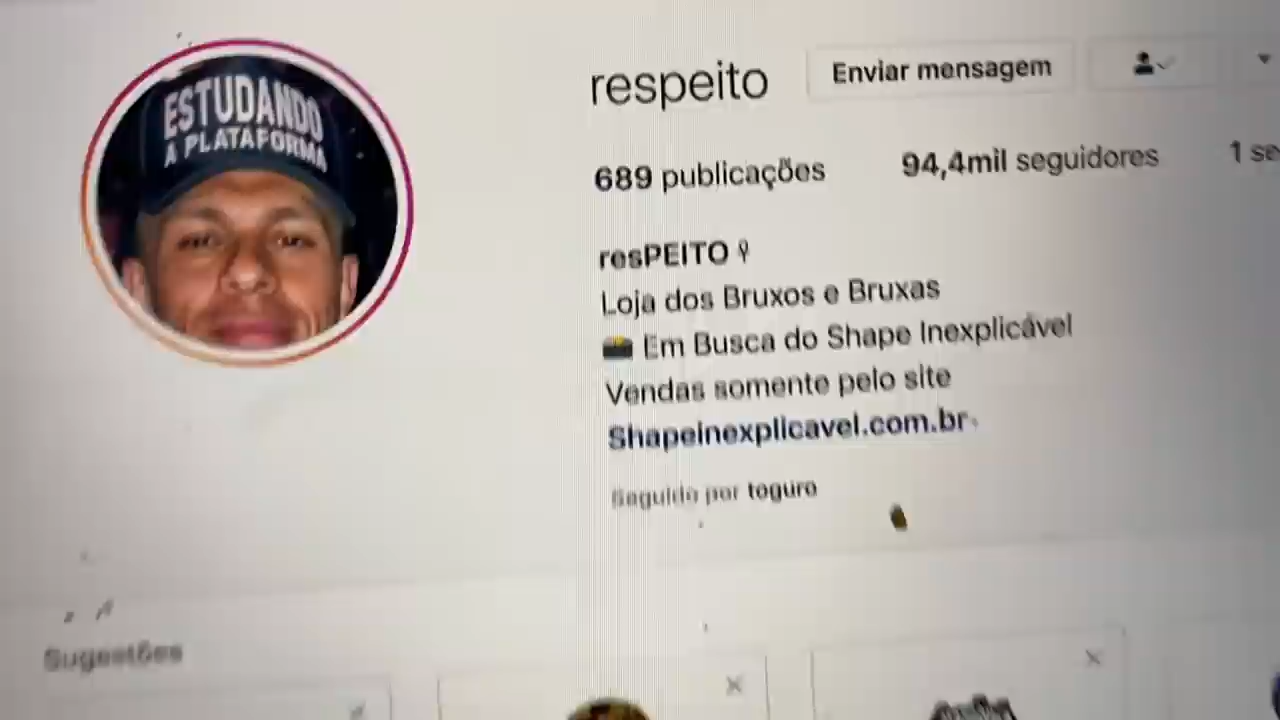 ESTUDANDO
A PLATAFORMA
respeito
Enviar mensagem
689 publicações
94,4mil seguidores
1 se
resPEITO
Loja dos Bruxos e Bruxas
Em Busca do Shape Inexplicável
Vendas somente pelo site
Shapeinexplicavel.com.br
Seguido por toguro
Sugestões